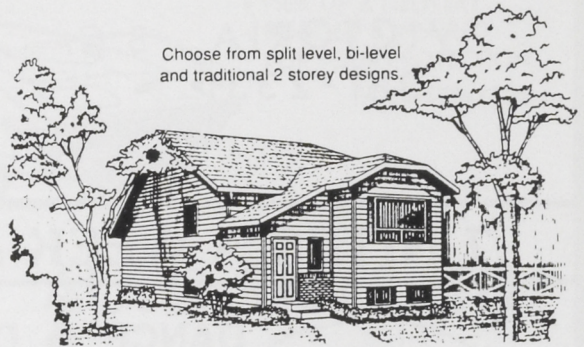 Choose from split level, bi-level
and traditional 2 storey designs.